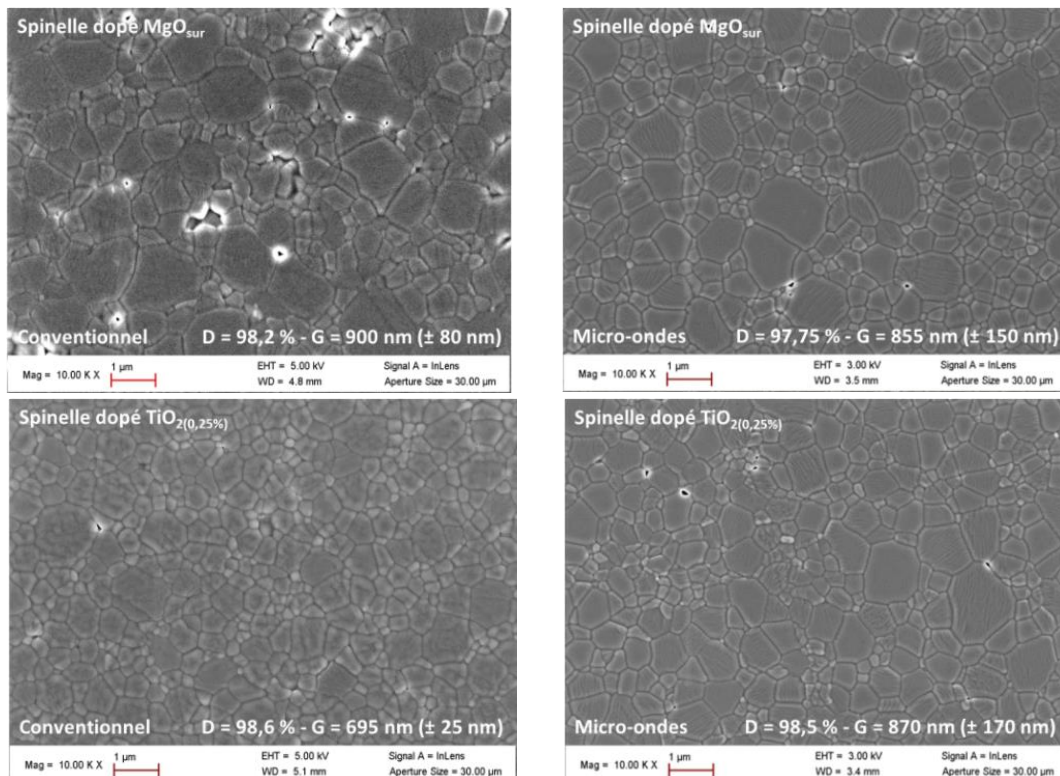 Spinelle dopé MgOsur
Conventionnel D = 98,2 % - G = 900 nm (± 80 nm)
Mag = 10.00 K X 1 µm EHT = 5.00 kV Signal A = InLens
WD = 4.8 mm Aperture Size = 30.00 µm
Spinelle dopé MgOsur
Micro-ondes D = 97,75 % - G = 855 nm (± 150 nm)
Mag = 10.00 K X 1 µm EHT = 3.00 kV Signal A = InLens
WD = 3.5 mm Aperture Size = 30.00 µm
Spinelle dopé TiO2(0,25%)
Conventionnel D = 98,6 % - G = 695 nm (± 25 nm)
Mag = 10.00 K X 1 µm EHT = 5.00 kV Signal A = InLens
WD = 5.1 mm Aperture Size = 30.00 µm
Spinelle dopé TiO2(0,25%)
Micro-ondes D = 98,5 % - G = 870 nm (± 170 nm)
Mag = 10.00 K X 1 µm EHT = 3.00 kV Signal A = InLens
WD = 3.4 mm Aperture Size = 30.00 µm